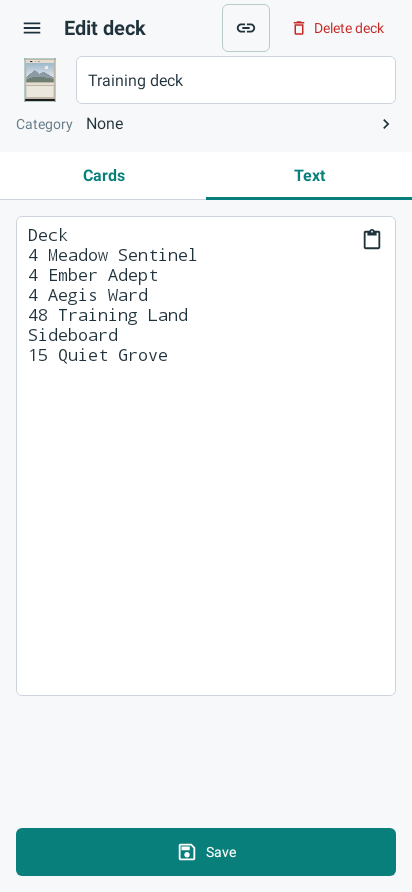 Edit deck
Delete deck
Training deck
Category None
Cards Text
Deck
4 Meadow Sentinel
4 Ember Adept
4 Aegis Ward
48 Training Land
Sideboard
15 Quiet Grove
Save